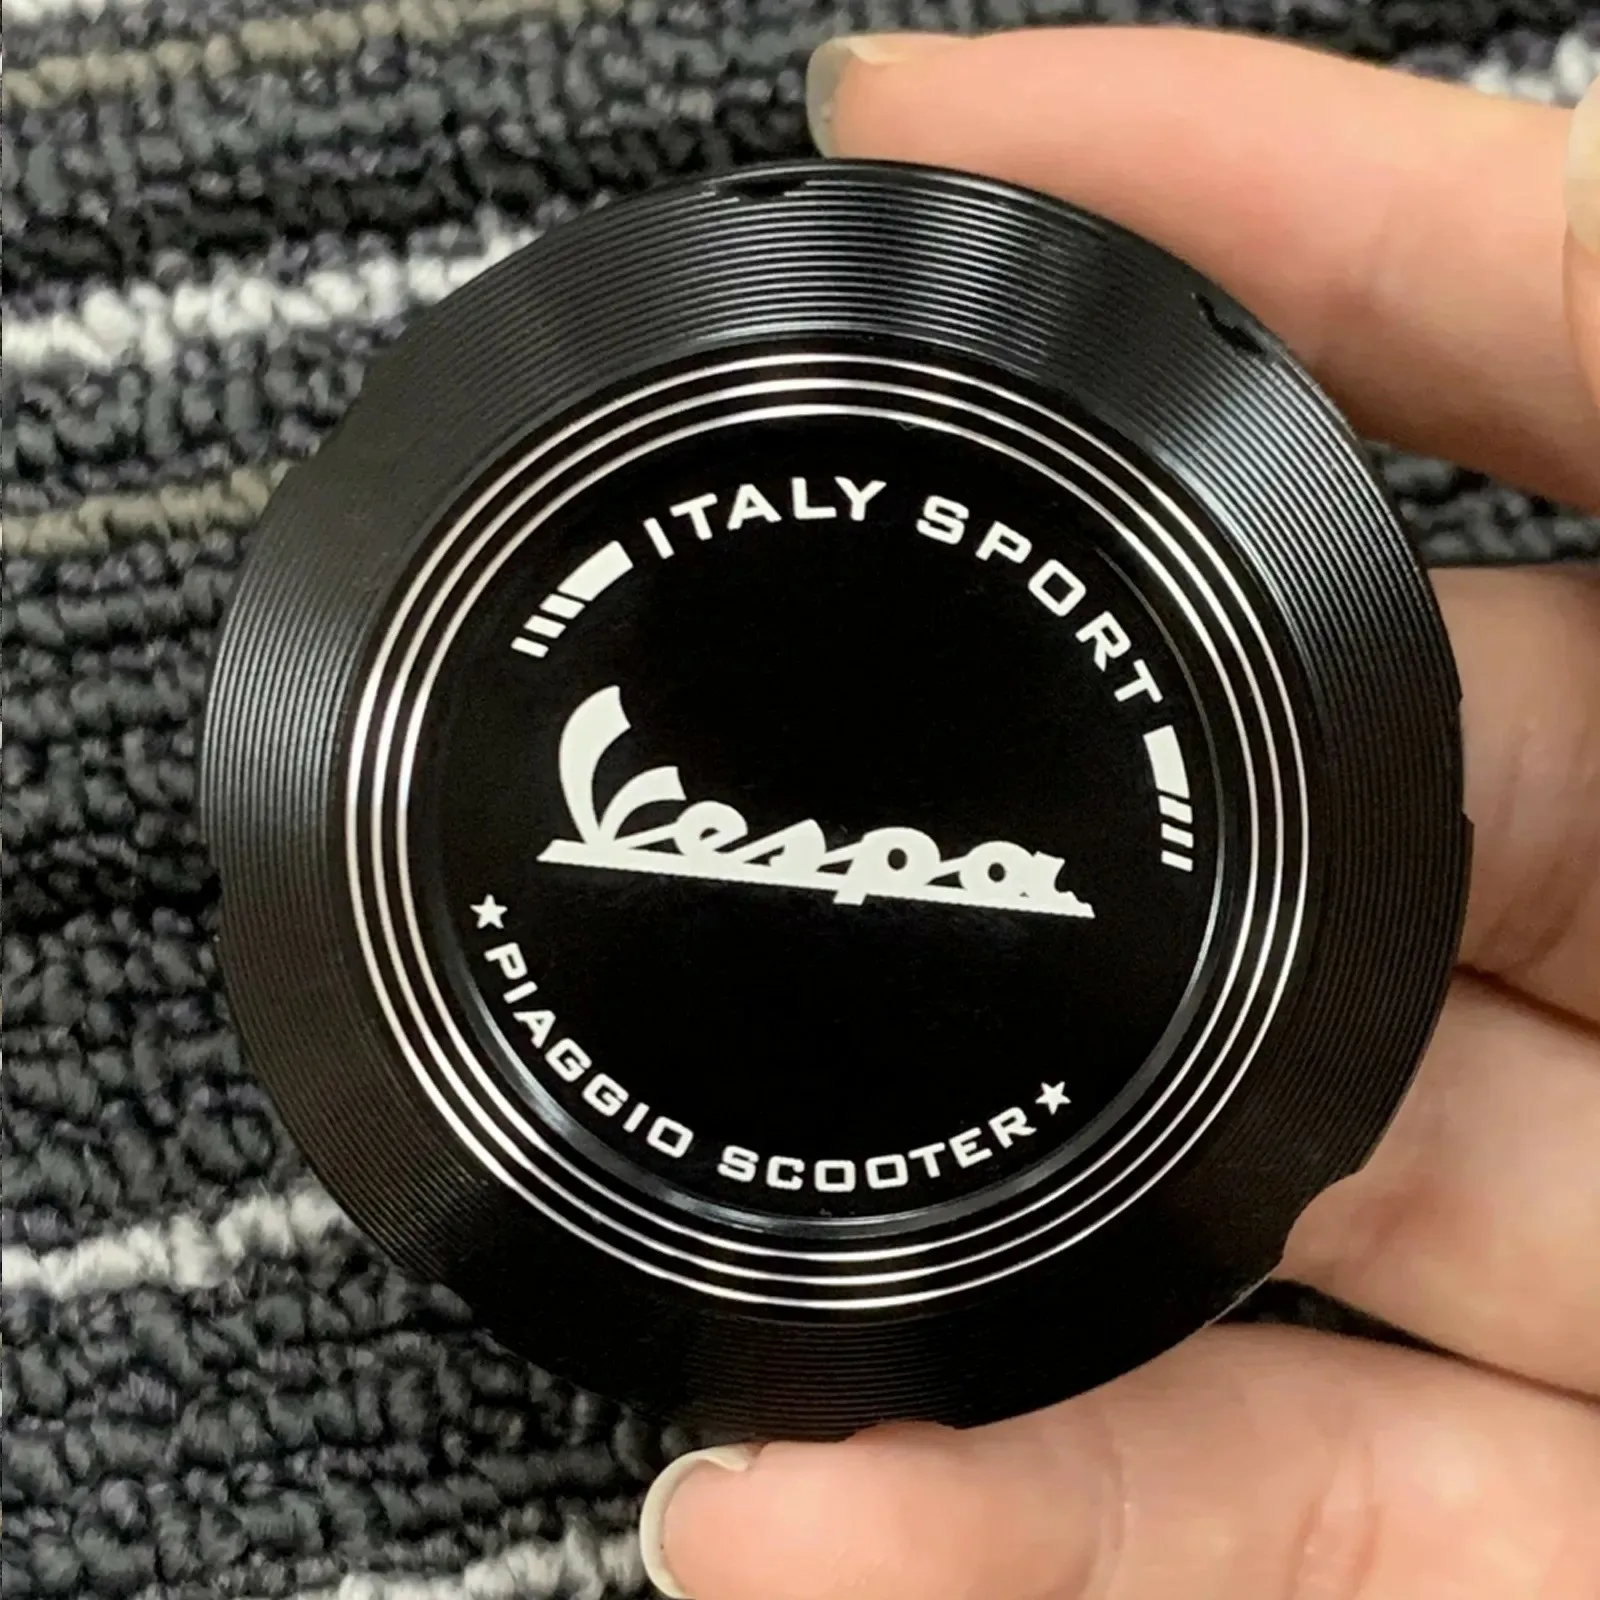 ITALY SPORT
Vespa
★PIAGGIO SCOOTER★